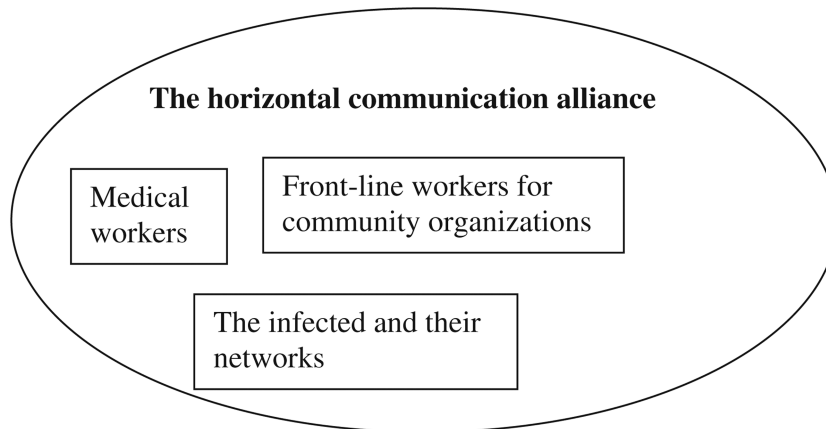 The horizontal communication alliance
Medical
workers
Front-line workers for
community organizations
The infected and their
networks